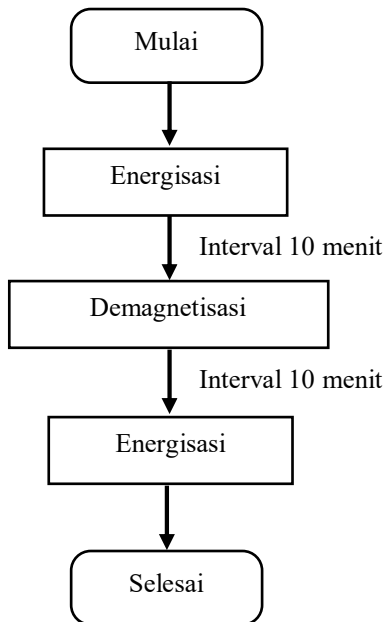 Mulai
Energisasi
Interval 10 menit
Demagnetisasi
Interval 10 menit
Energisasi
Selesai